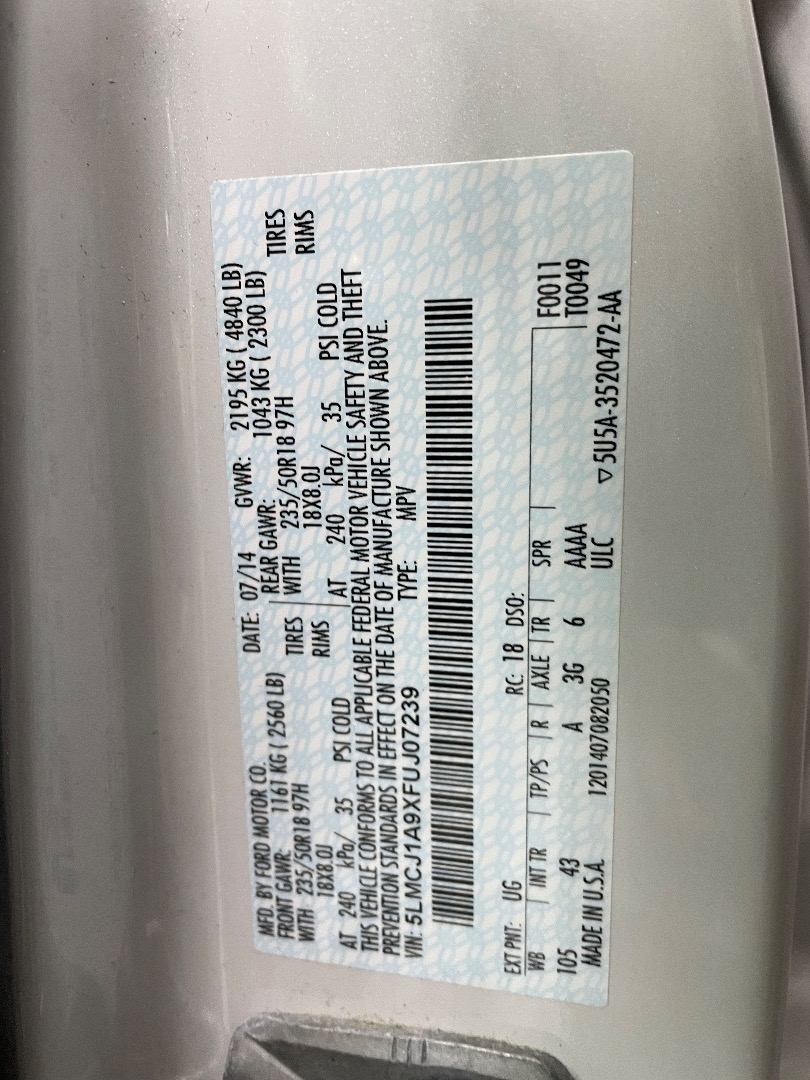 MFD. BY FORD MOTOR CO. DATE: 07/14 GVWR: 2195 KG ( 4840 LB)
FRONT GAWR: 1161 KG ( 2560 LB) REAR GAWR: 1043 KG ( 2300 LB)
WITH 235/50R18 97H TIRES WITH 235/50R18 97H TIRES
18X8.0J RIMS 18X8.0J RIMS
AT 240 kPa/ 35 PSI COLD AT 240 kPa/ 35 PSI COLD
THIS VEHICLE CONFORMS TO ALL APPLICABLE FEDERAL MOTOR VEHICLE SAFETY AND THEFT
PREVENTION STANDARDS IN EFFECT ON THE DATE OF MANUFACTURE SHOWN ABOVE.
VIN: 5LMCJ1A9XFUJ07239 TYPE: MPV
EXT PNT: UG RC: 18 DSO:
WB INT TR TP/PS R AXLE TR SPR F0011
105 43 A 3G 6 AAAA T0049
MADE IN U.S.A. 1201407082050 ULC ▽ 5U5A-3520472-AA